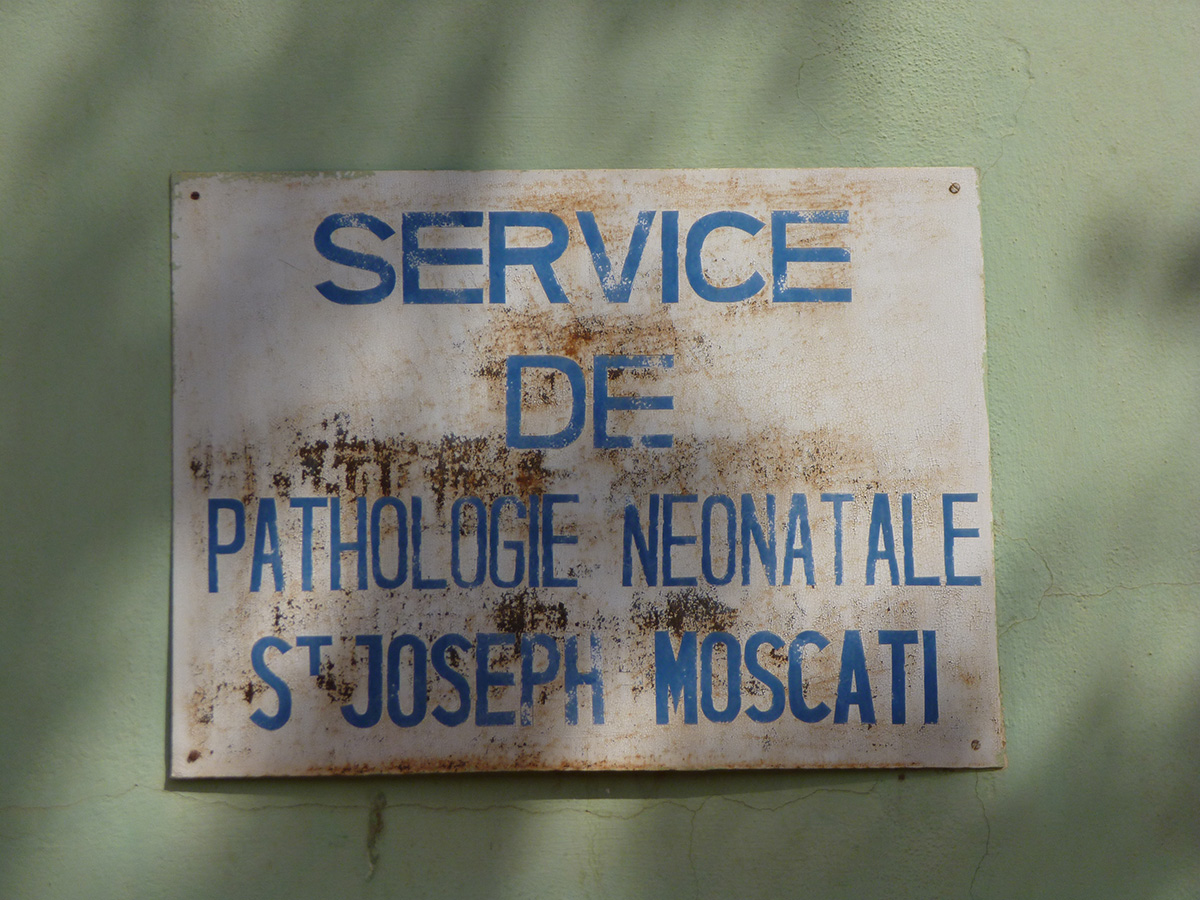 SERVICE
DE
PATHOLOGIE NEONATALE
ST JOSEPH MOSCATI